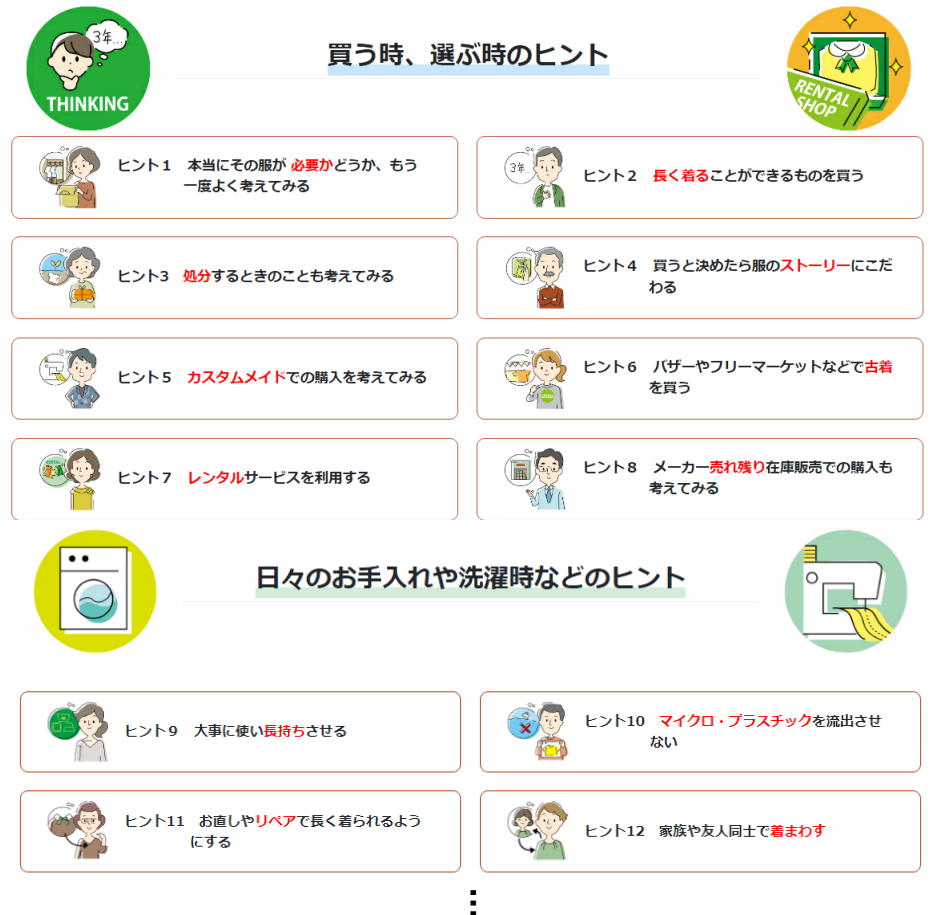 3年...
THINKING
買う時、選ぶ時のヒント
RENTAL
SHOP
ヒント1 本当にその服が 必要かどうか、もう
一度よく考えてみる
3年...
ヒント2 長く着ることができるものを買う
ヒント3 処分するときのことも考えてみる
ヒント4 買うと決めたら服のストーリーにこだ
わる
ヒント5 カスタムメイドでの購入を考えてみる
ヒント6 バザーやフリーマーケットなどで古着
を買う
ヒント7 レンタルサービスを利用する
ヒント8 メーカー売れ残り在庫販売での購入も
考えてみる
日々のお手入れや洗濯時などのヒント
ヒント9 大事に使い長持ちさせる
ヒント10 マイクロ・プラスチックを流出させ
ない
ヒント11 お直しやリペアで長く着られるよう
にする
ヒント12 家族や友人同士で着まわす